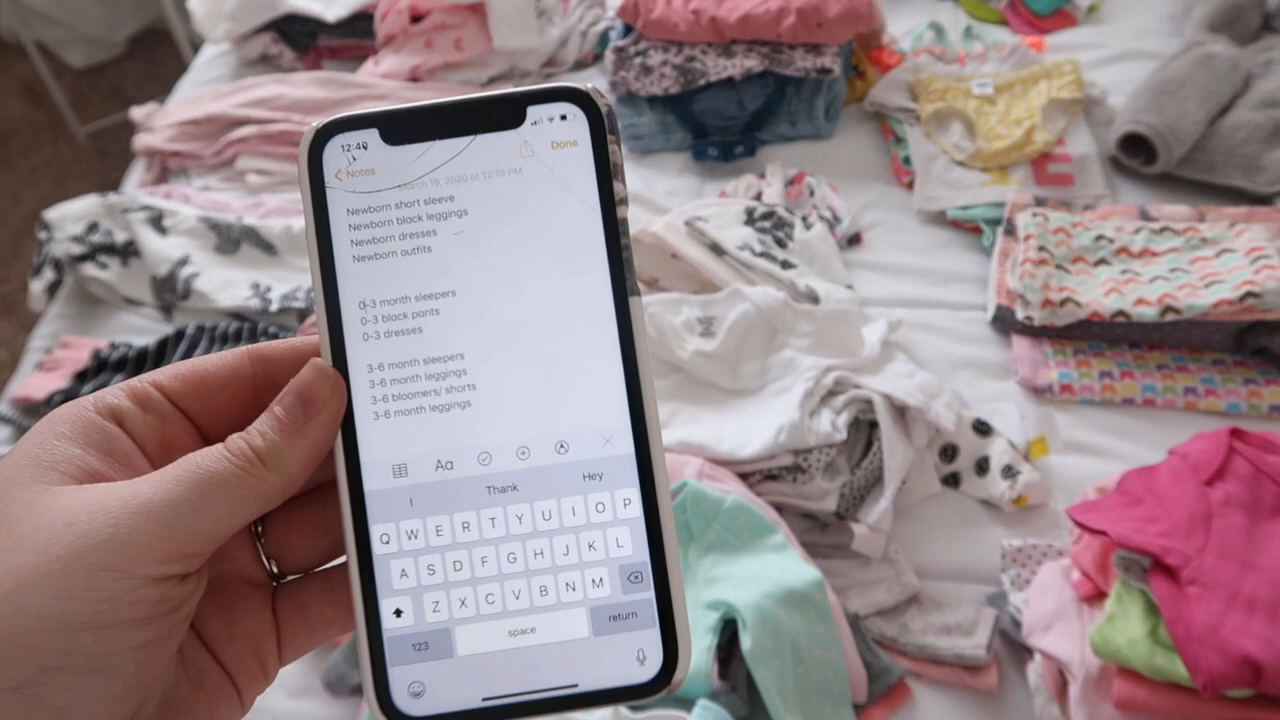 12:40
Notes
Done
March 19, 2020 at 12:19 PM
Newborn short sleeve
Newborn black leggings
Newborn dresses
Newborn outfits
0-3 month sleepers
0-3 black pants
0-3 dresses
3-6 month sleepers
3-6 month leggings
3-6 bloomers/ shorts
3-6 month leggings
Aa
I Thank Hey
Q W E R T Y U I O P
A S D F G H J K L
Z X C V B N M
123 space return